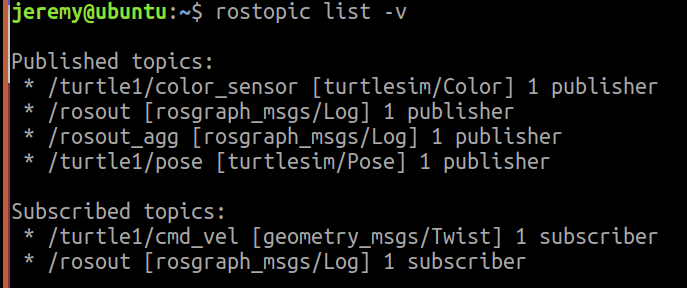 jeremy@ubuntu:~$ rostopic list -v
Published topics:
* /turtle1/color_sensor [turtlesim/Color] 1 publisher
* /rosout [rosgraph_msgs/Log] 1 publisher
* /rosout_agg [rosgraph_msgs/Log] 1 publisher
* /turtle1/pose [turtlesim/Pose] 1 publisher
Subscribed topics:
* /turtle1/cmd_vel [geometry_msgs/Twist] 1 subscriber
* /rosout [rosgraph_msgs/Log] 1 subscriber